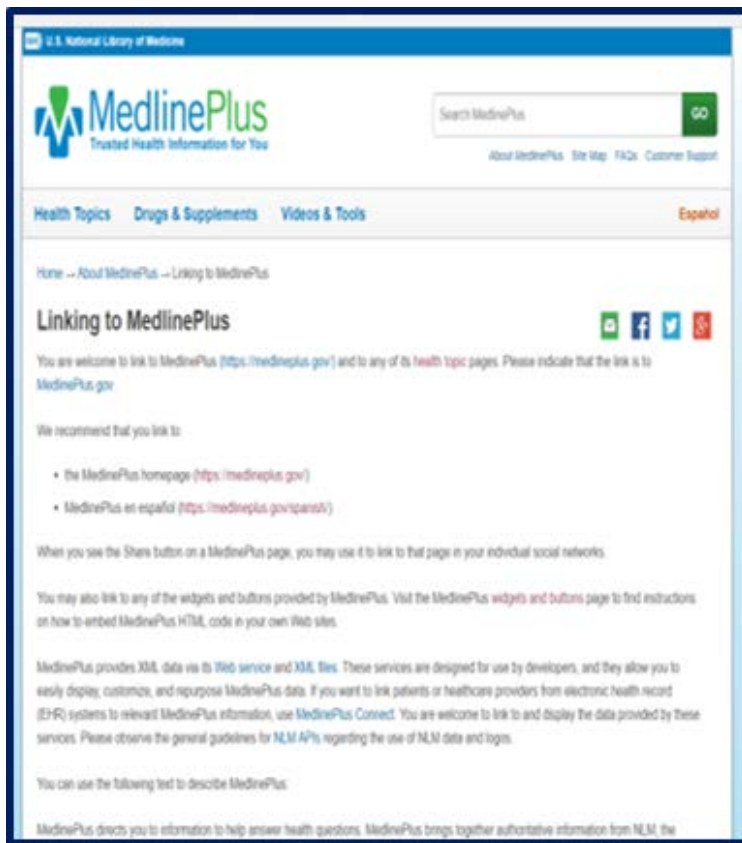 U.S. National Library of Medicine
MedlinePlus
Trusted Health Information for You
Search MedlinePlus
GO
About MedlinePlus Site Map FAQs Customer Support
Health Topics Drugs & Supplements Videos & Tools Español
Home → About MedlinePlus → Linking to MedlinePlus
Linking to MedlinePlus
You are welcome to link to MedlinePlus (https://medlineplus.gov/) and to any of its health topic pages. Please indicate that the link is to
MedlinePlus.gov
We recommend that you link to:
• the MedlinePlus homepage (https://medlineplus.gov/)
• MedlinePlus en español (https://medlineplus.gov/spanish/)
When you see the Share button on a MedlinePlus page, you may use it to link to that page in your individual social networks.
You may also link to any of the widgets and buttons provided by MedlinePlus. Visit the MedlinePlus widgets and buttons page to find instructions
on how to embed MedlinePlus HTML code in your own Web sites.
MedlinePlus provides XML data via its Web service and XML files. These services are designed for use by developers, and they allow you to
easily display, customize, and repurpose MedlinePlus data. If you want to link patients or healthcare providers from electronic health record
(EHR) systems to relevant MedlinePlus information, use MedlinePlus Connect. You are welcome to link to and display the data provided by these
services. Please observe the general guidelines for NLM APIs regarding the use of NLM data and logos.
You can use the following text to describe MedlinePlus:
MedlinePlus directs you to information to help answer health questions. MedlinePlus brings together authoritative information from NLM, the